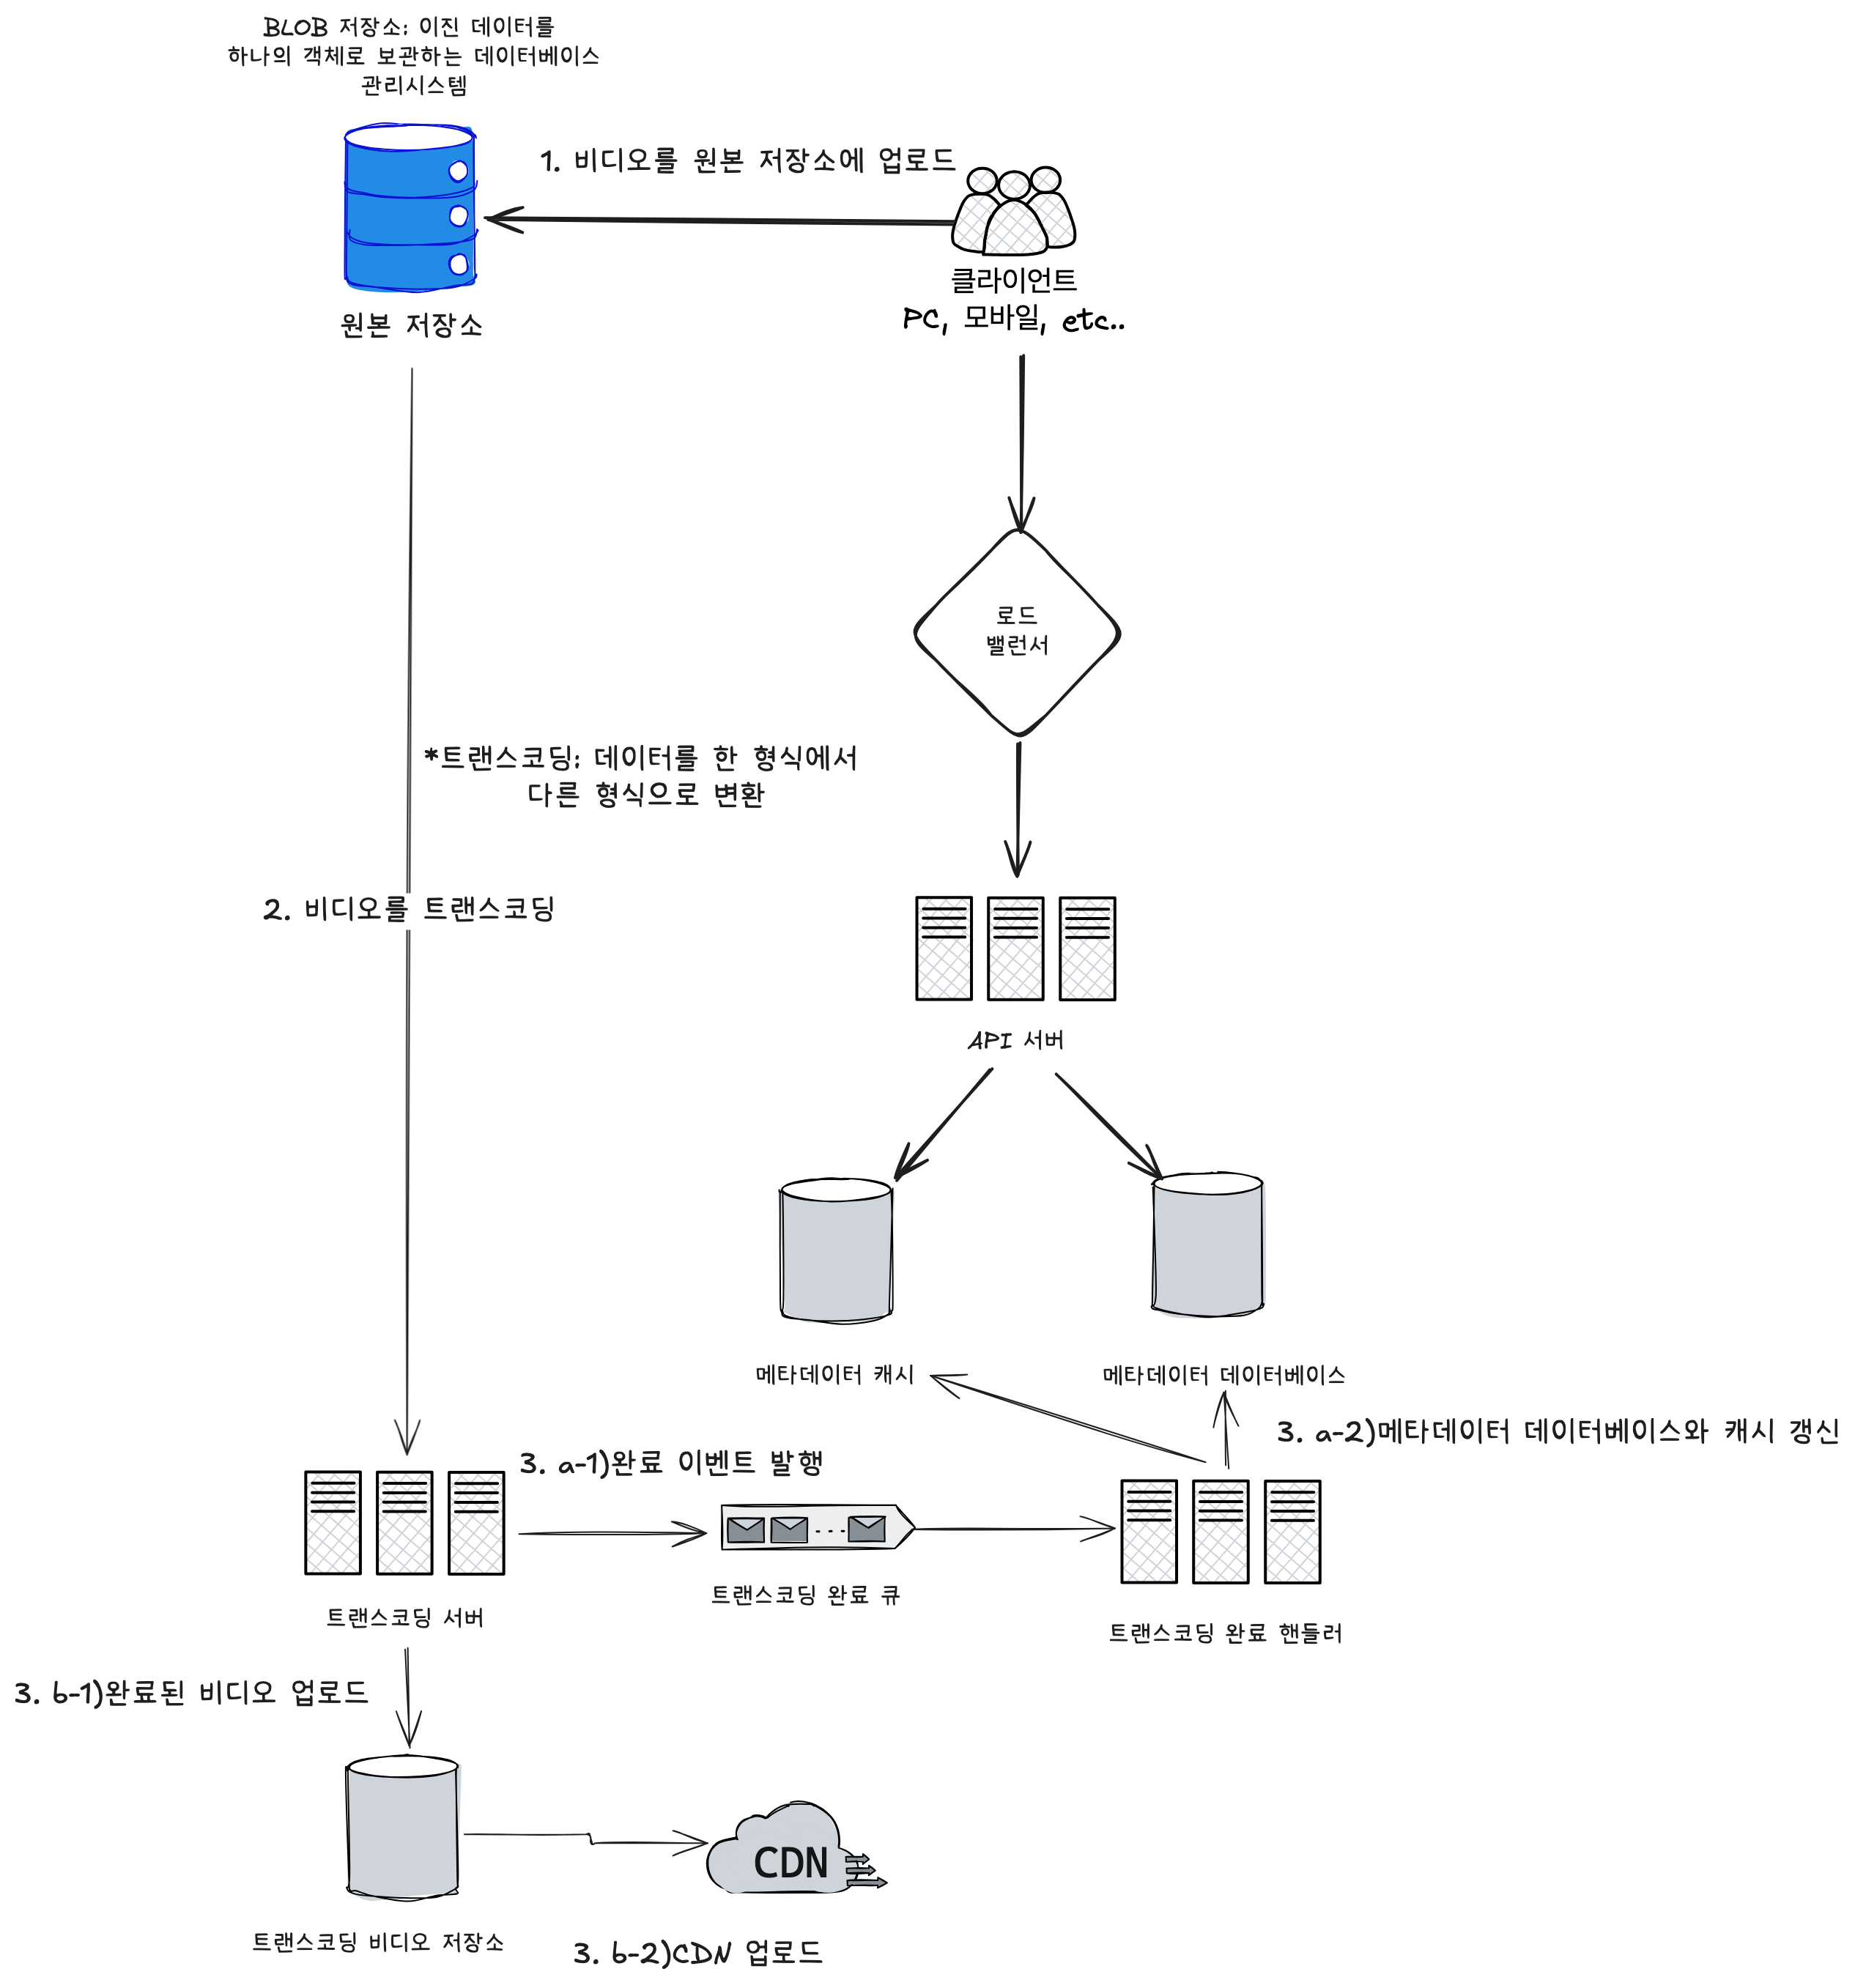 BLOB 저장소; 이진 데이터를
하나의 객체로 보관하는 데이터베이스
관리시스템
1. 비디오를 원본 저장소에 업로드
원본 저장소
클라이언트
PC, 모바일, etc..
로드
밸런서
*트랜스코딩; 데이터를 한 형식에서
다른 형식으로 변환
2. 비디오를 트랜스코딩
API 서버
메타데이터 캐시
메타데이터 데이터베이스
3. a-2)메타데이터 데이터베이스와 캐시 갱신
3. a-1)완료 이벤트 발행
트랜스코딩 완료 큐
트랜스코딩 서버
트랜스코딩 완료 핸들러
3. b-1)완료된 비디오 업로드
CDN
트랜스코딩 비디오 저장소
3. b-2)CDN 업로드